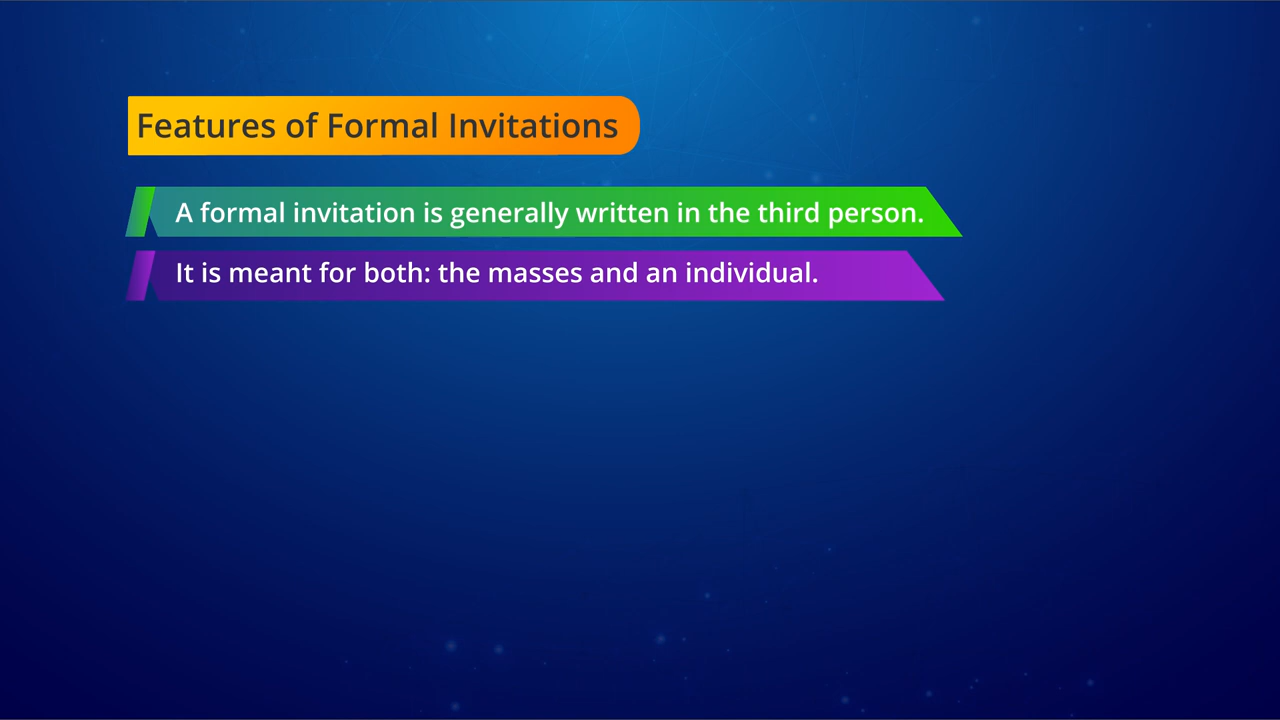 Features of Formal Invitations
A formal invitation is generally written in the third person.
It is meant for both: the masses and an individual.